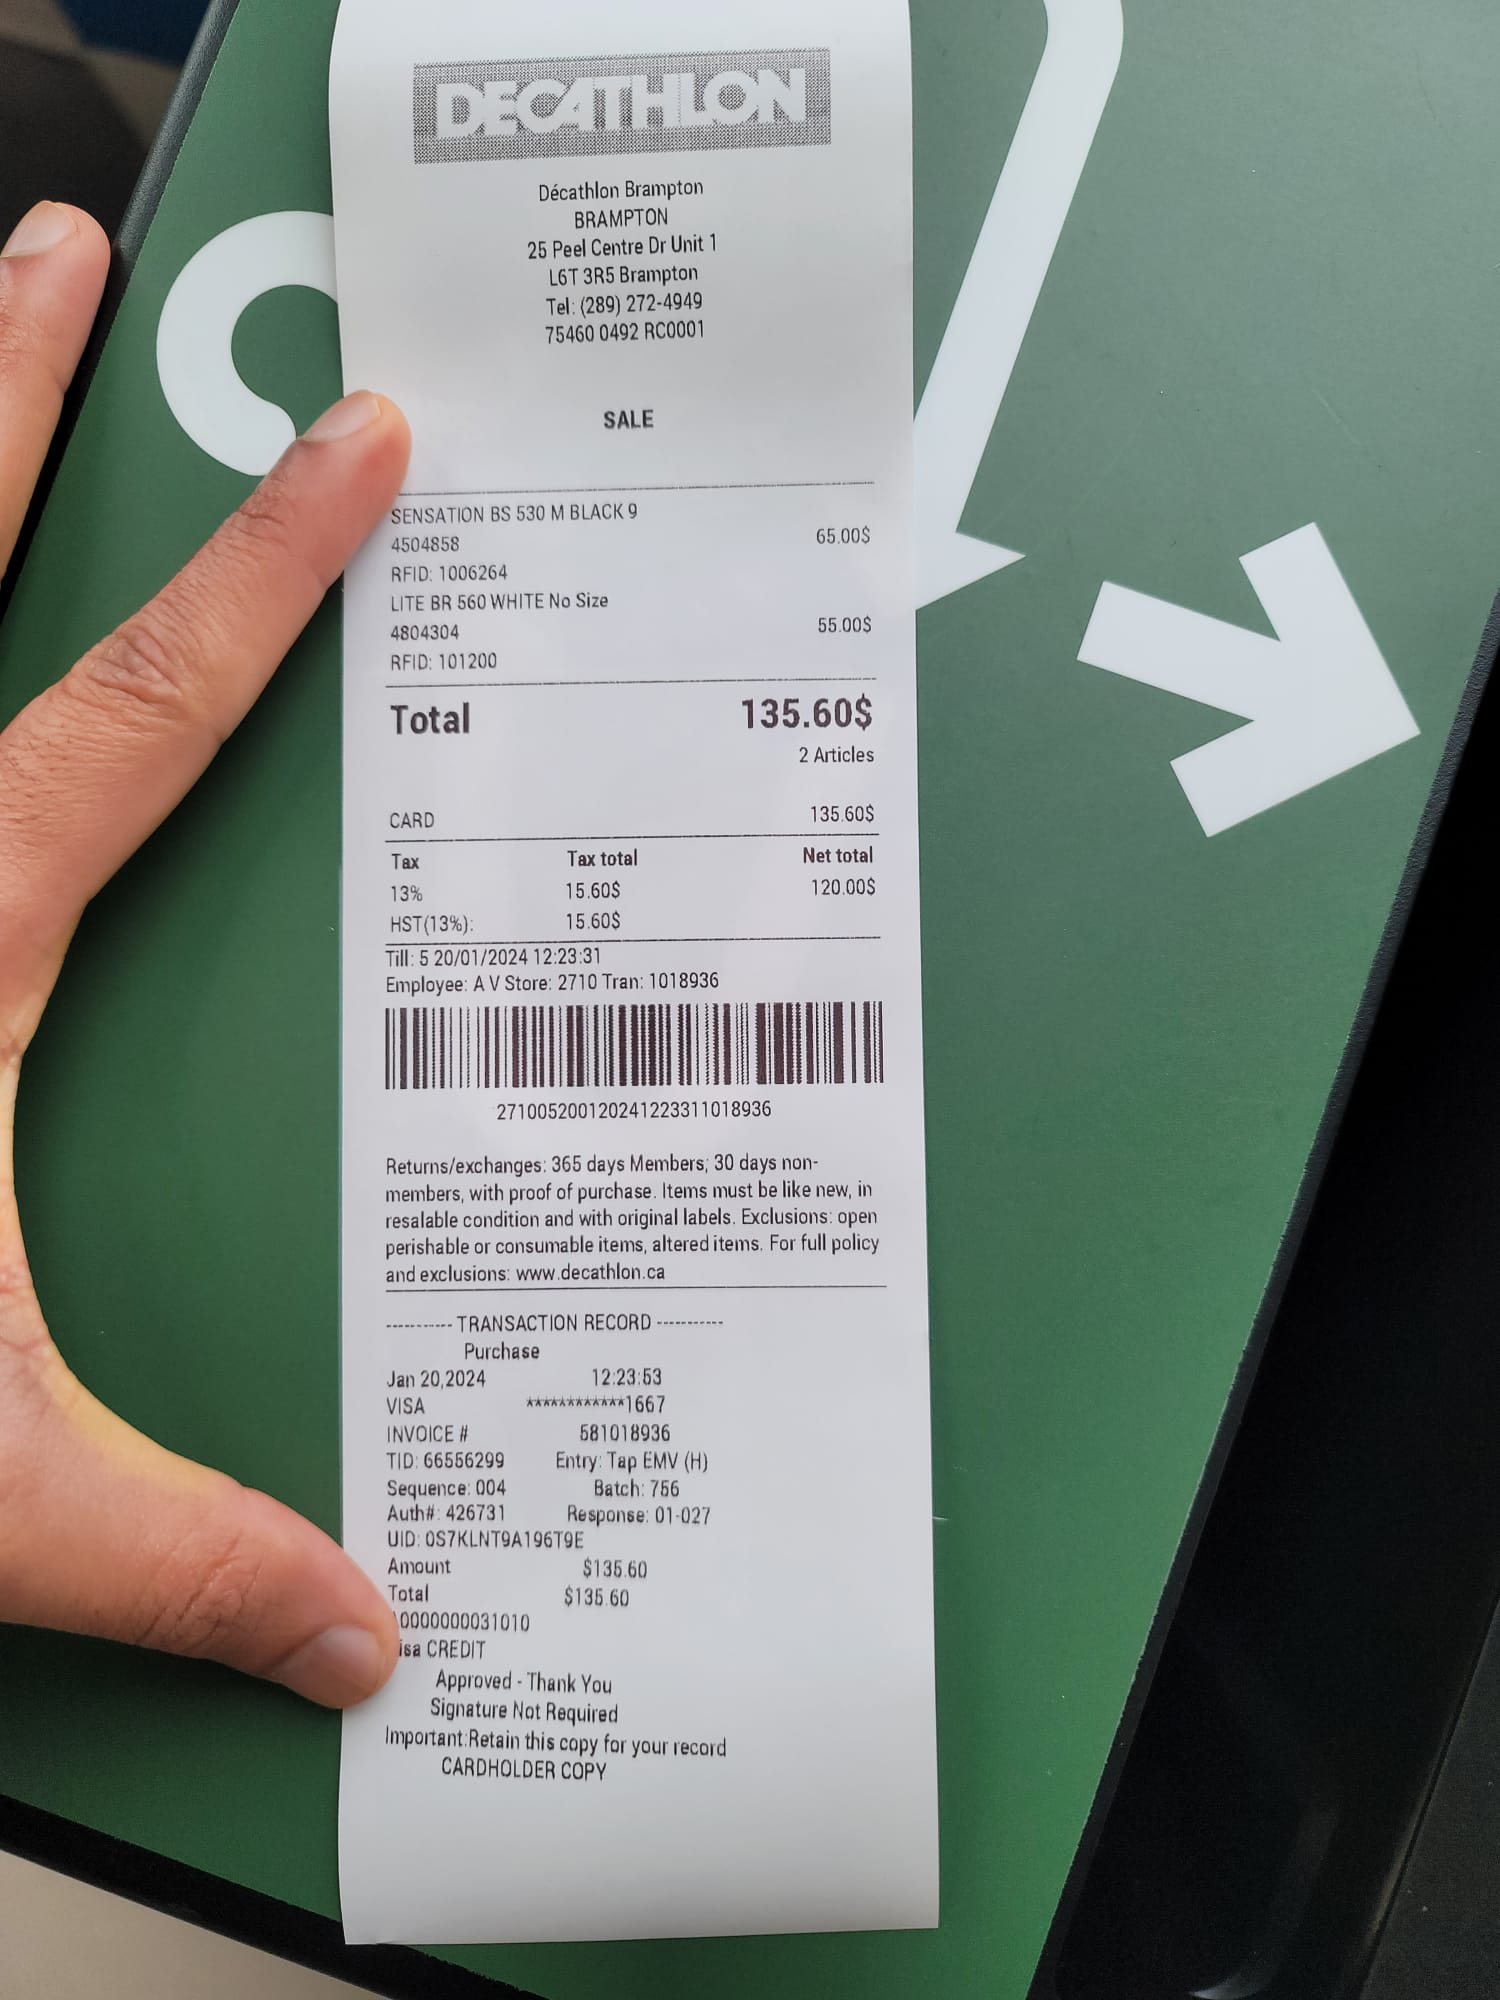 DECATHLON
Décathlon Brampton
BRAMPTON
25 Peel Centre Dr Unit 1
L6T 3R5 Brampton
Tel: (289) 272-4949
75460 0492 RC0001
SALE
SENSATION BS 530 M BLACK 9
4504858 65.00$
RFID: 1006264
LITE BR 560 WHITE No Size
4804304 55.00$
RFID: 101200
Total 135.60$
2 Articles
CARD 135.60$
Tax Tax total Net total
13% 15.60$ 120.00$
HST(13%): 15.60$
Till: 5 20/01/2024 12:23:31
Employee: A V Store: 2710 Tran: 1018936
271005200120241223311018936
Returns/exchanges: 365 days Members; 30 days non-
members, with proof of purchase. Items must be like new, in
resalable condition and with original labels. Exclusions: open
perishable or consumable items, altered items. For full policy
and exclusions: www.decathlon.ca
----------- TRANSACTION RECORD -----------
Purchase
Jan 20,2024 12:23:53
VISA ************1667
INVOICE # 581018936
TID: 66556299 Entry: Tap EMV (H)
Sequence: 004 Batch: 756
Auth#: 426731 Response: 01-027
UID: 0S7KLNT9A196T9E
Amount $135.60
Total $135.60
0000000031010
isa CREDIT
Approved - Thank You
Signature Not Required
Important:Retain this copy for your record
CARDHOLDER COPY